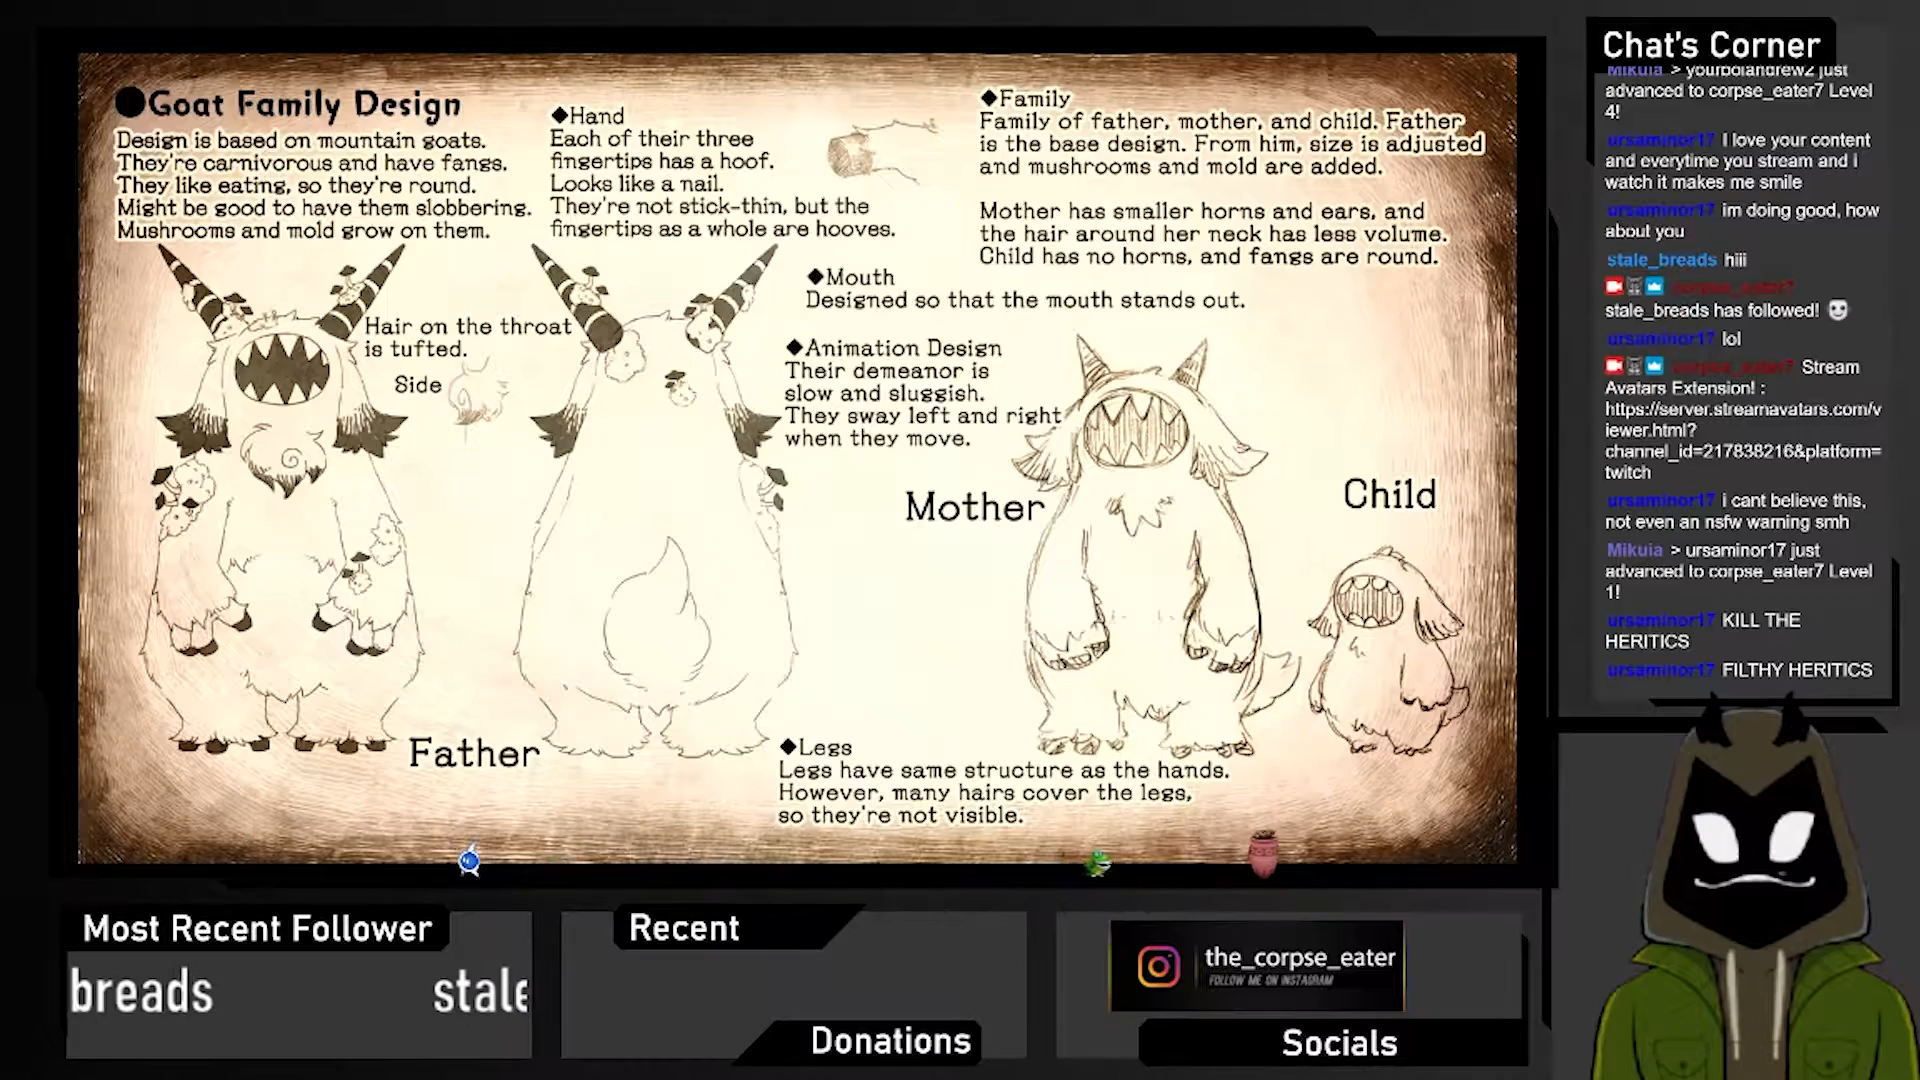 ●Goat Family Design
Design is based on mountain goats.
They're carnivorous and have fangs.
They like eating, so they're round.
Might be good to have them slobbering.
Mushrooms and mold grow on them.
◆Hand
Each of their three
fingertips has a hoof.
Looks like a nail.
They're not stick-thin, but the
fingertips as a whole are hooves.
◆Family
Family of father, mother, and child. Father
is the base design. From him, size is adjusted
and mushrooms and mold are added.
Mother has smaller horns and ears, and
the hair around her neck has less volume.
Child has no horns, and fangs are round.
◆Mouth
Designed so that the mouth stands out.
Hair on the throat
is tufted.
Side
◆Animation Design
Their demeanor is
slow and sluggish.
They sway left and right
when they move.
Mother
Child
Father
◆Legs
Legs have same structure as the hands.
However, many hairs cover the legs,
so they're not visible.
Chat's Corner
Mikuia > yourboiandrew2 just
advanced to corpse_eater7 Level
4!
ursaminor17 I love your content
and everytime you stream and i
watch it makes me smile
ursaminor17 im doing good, how
about you
stale_breads hiii
corpse_eater7
stale_breads has followed!
ursaminor17 lol
corpse_eater7 Stream
Avatars Extension! :
https://server.streamavatars.com/v
iewer.html?
channel_id=217838216&platform=
twitch
ursaminor17 i cant believe this,
not even an nsfw warning smh
Mikuia > ursaminor17 just
advanced to corpse_eater7 Level
1!
ursaminor17 KILL THE
HERITICS
ursaminor17 FILTHY HERITICS
Most Recent Follower
breads stale
Recent
Donations
the_corpse_eater
FOLLOW ME ON INSTAGRAM
Socials